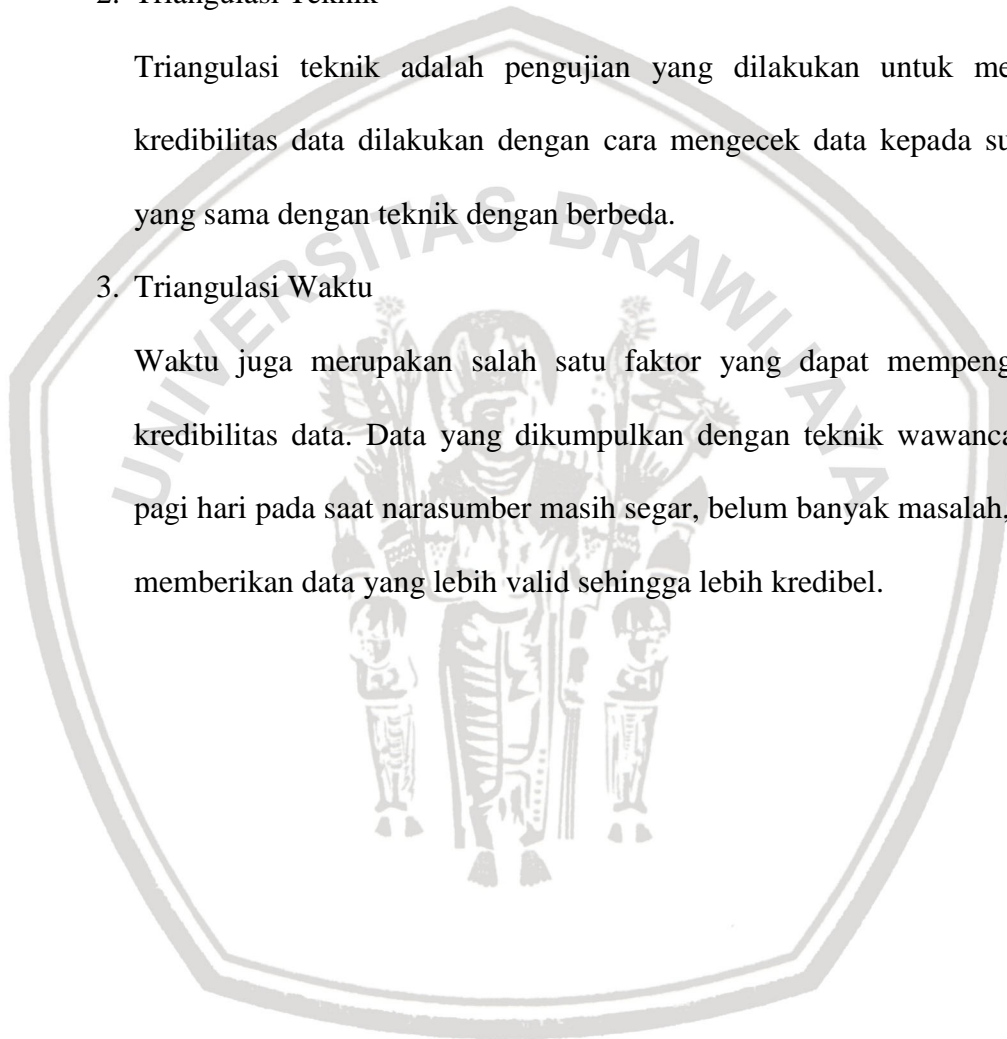 2. Triangulasi Teknik
Triangulasi teknik adalah pengujian yang dilakukan untuk me
kredibilitas data dilakukan dengan cara mengecek data kepada su
yang sama dengan teknik dengan berbeda.
3. Triangulasi Waktu
Waktu juga merupakan salah satu faktor yang dapat mempeng
kredibilitas data. Data yang dikumpulkan dengan teknik wawanca
pagi hari pada saat narasumber masih segar, belum banyak masalah,
memberikan data yang lebih valid sehingga lebih kredibel.
UNIVERSITAS BRAWIJAYA